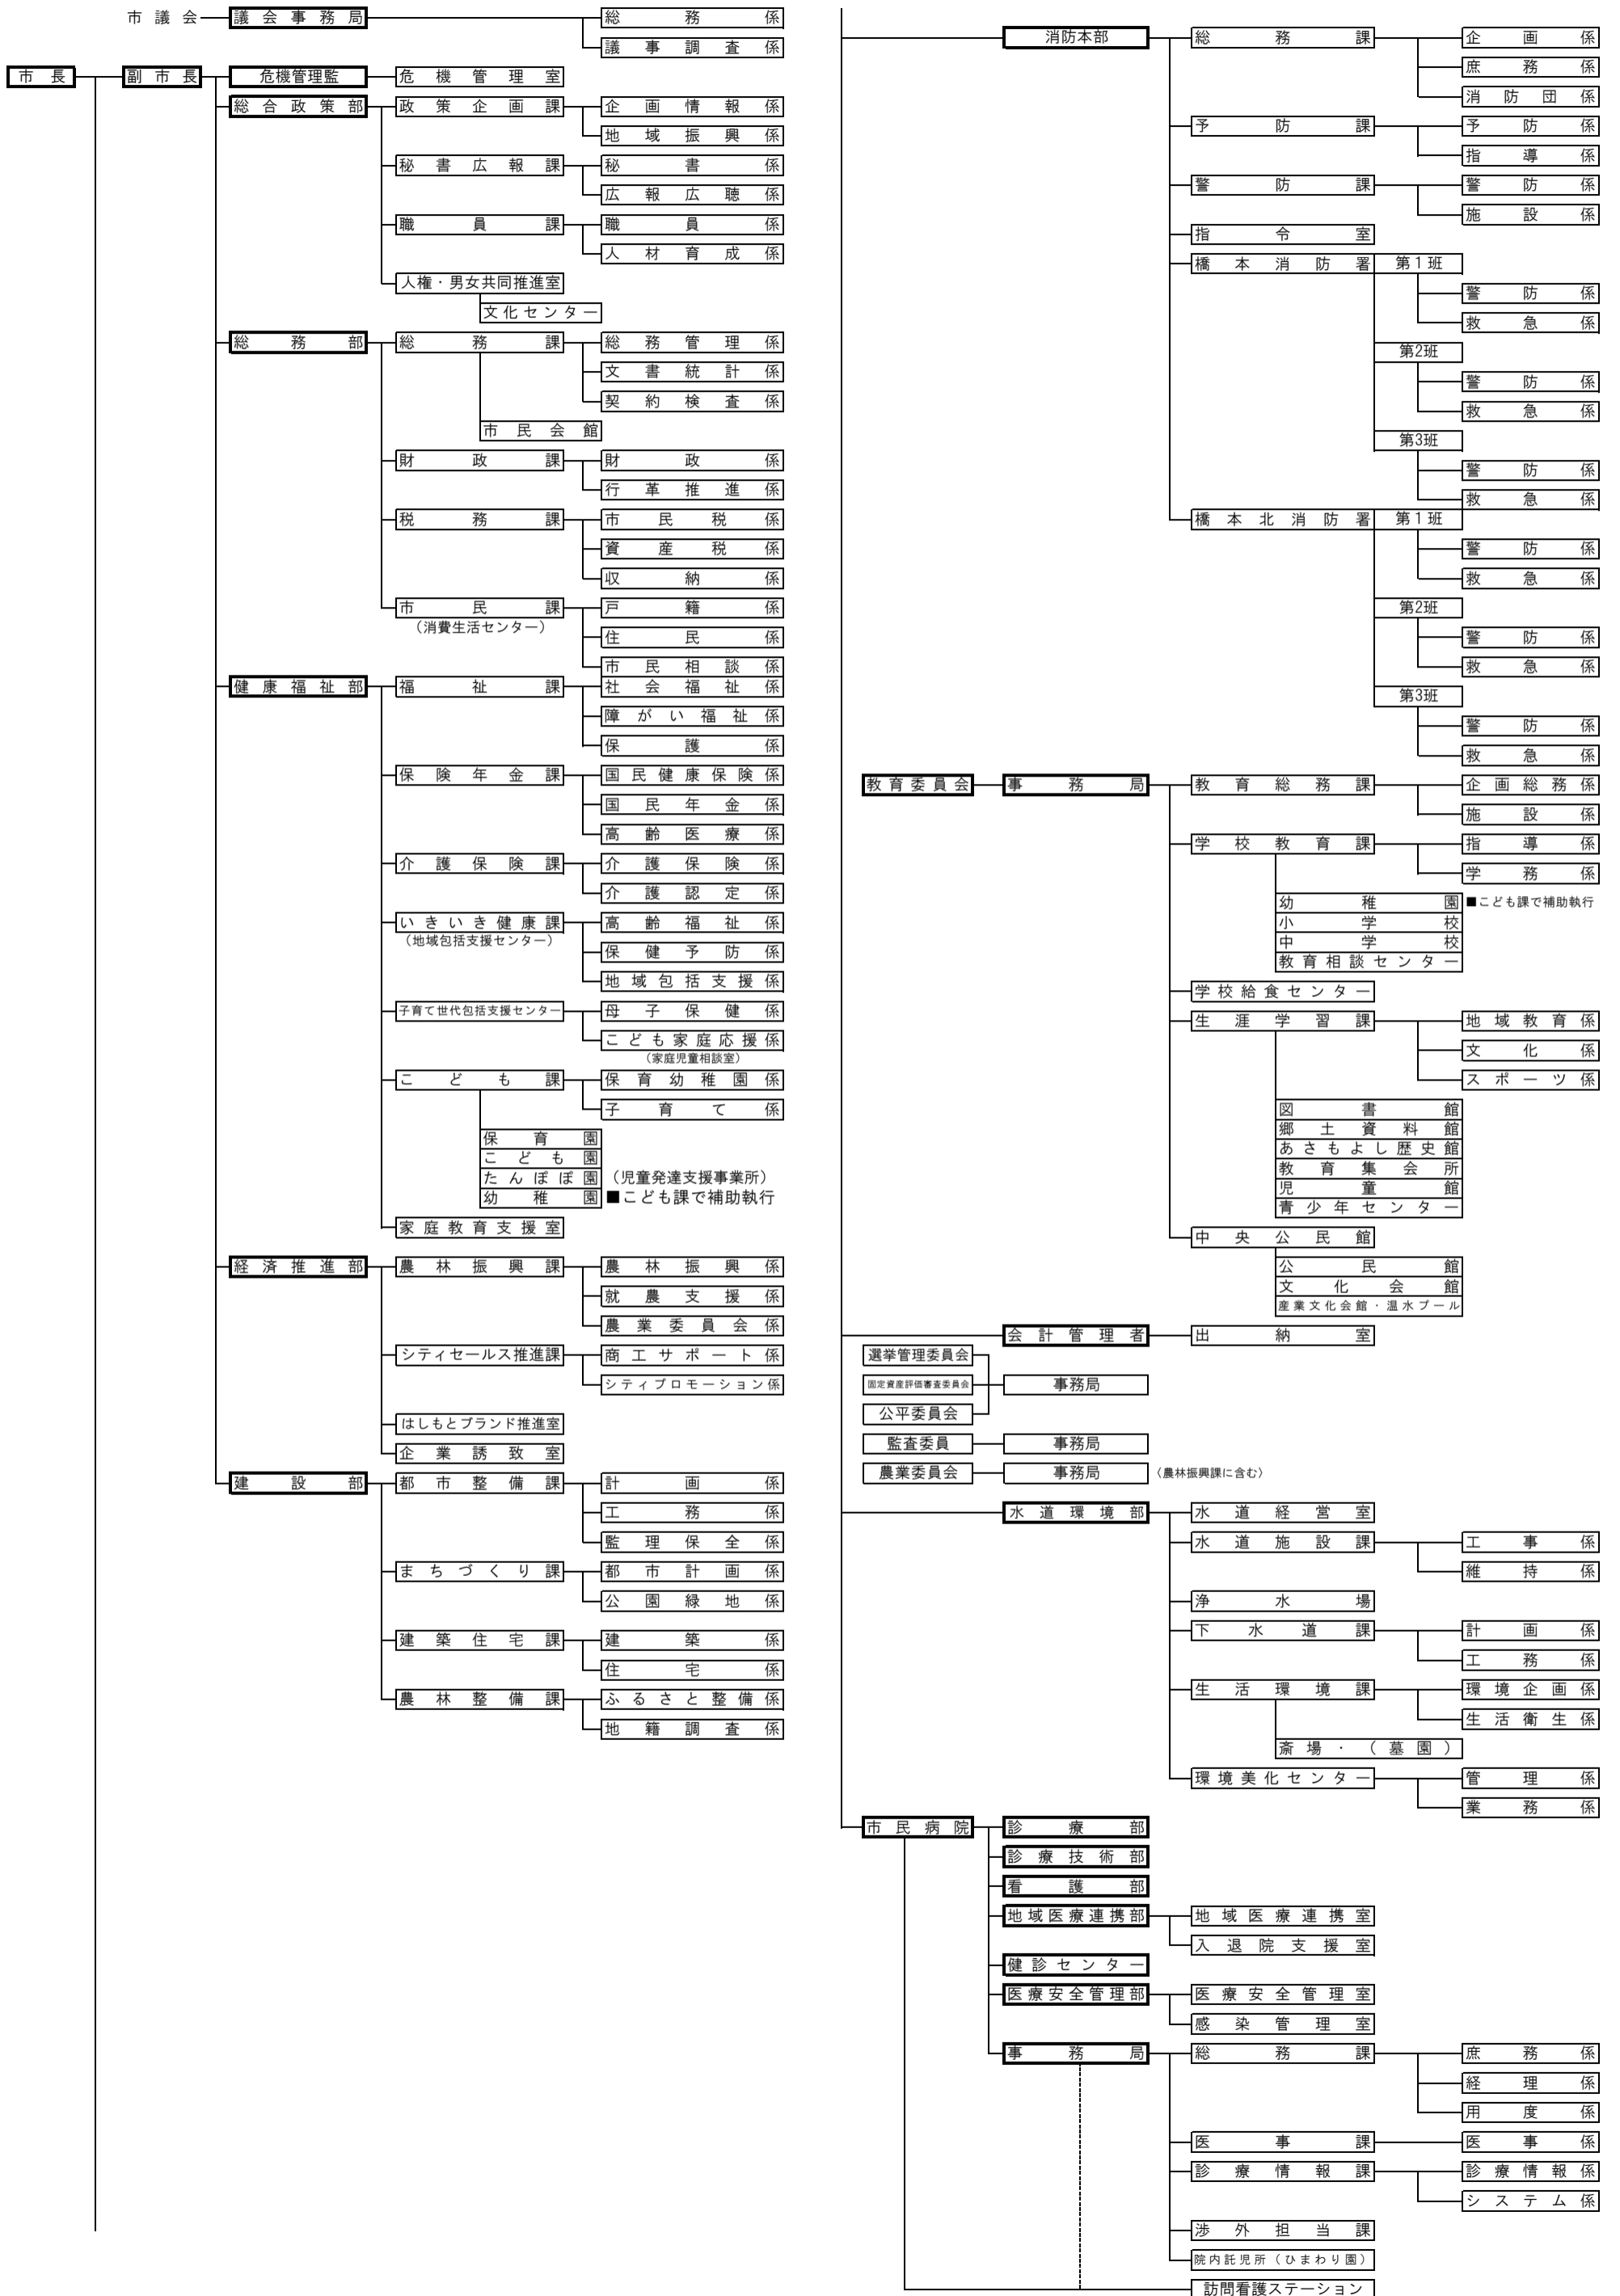 市議会 議会事務局 総務係
議事調査係
市長 副市長 危機管理監 危機管理室
総合政策部 政策企画課 企画情報係
地域振興係
秘書広報課 秘書係
広報広聴係
職員課 職員係
人材育成係
人権・男女共同推進室
文化センター
総務部 総務課 総務管理係
文書統計係
契約検査係
市民会館
財政課 財政係
行革推進係
税務課 市民税係
資産税係
収納係
市民課 戸籍係
（消費生活センター）
住民係
市民相談係
健康福祉部 福祉課 社会福祉係
障がい福祉係
保護係
保険年金課 国民健康保険係
国民年金係
高齢医療係
介護保険課 介護保険係
介護認定係
いきいき健康課 高齢福祉係
（地域包括支援センター）
保健予防係
地域包括支援係
子育て世代包括支援センター 母子保健係
こども家庭応援係
（家庭児童相談室）
こども課 保育幼稚園係
子育て係
保育園
こども園
たんぽぽ園 （児童発達支援事業所）
幼稚園 ■こども課で補助執行
家庭教育支援室
経済推進部 農林振興課 農林振興係
就農支援係
農業委員会係
シティセールス推進課 商工サポート係
シティプロモーション係
はしもとブランド推進室
企業誘致室
建設部 都市整備課 計画係
工務係
監理保全係
まちづくり課 都市計画係
公園緑地係
建築住宅課 建築係
住宅係
農林整備課 ふるさと整備係
地籍調査係
消防本部 総務課 企画係
庶務係
消防団係
予防課 予防係
指導係
警防課 警防係
施設係
指令室
橋本消防署 第1班
警防係
救急係
第2班
警防係
救急係
第3班
警防係
救急係
橋本北消防署 第1班
警防係
救急係
第2班
警防係
救急係
第3班
警防係
救急係
教育委員会 事務局 教育総務課 企画総務係
施設係
学校教育課 指導係
学務係
幼稚園 ■こども課で補助執行
小学校
中学校
教育相談センター
学校給食センター
生涯学習課 地域教育係
文化係
スポーツ係
図書館
郷土資料館
あさもよし歴史館
教育集会所
児童館
青少年センター
中央公民館
公民館
文化会館
産業文化会館・温水プール
会計管理者 出納室
選挙管理委員会
固定資産評価審査委員会 事務局
公平委員会
監査委員 事務局
農業委員会 事務局 （農林振興課に含む）
水道環境部 水道経営室
水道施設課 工事係
維持係
浄水場
下水道課 計画係
工務係
生活環境課 環境企画係
生活衛生係
斎場・（墓園）
環境美化センター 管理係
業務係
市民病院 診療部
診療技術部
看護部
地域医療連携部 地域医療連携室
入退院支援室
健診センター
医療安全管理部 医療安全管理室
感染管理室
事務局 総務課 庶務係
経理係
用度係
医事課 医事係
診療情報課 診療情報係
システム係
渉外担当課
院内託児所（ひまわり園）
訪問看護ステーション